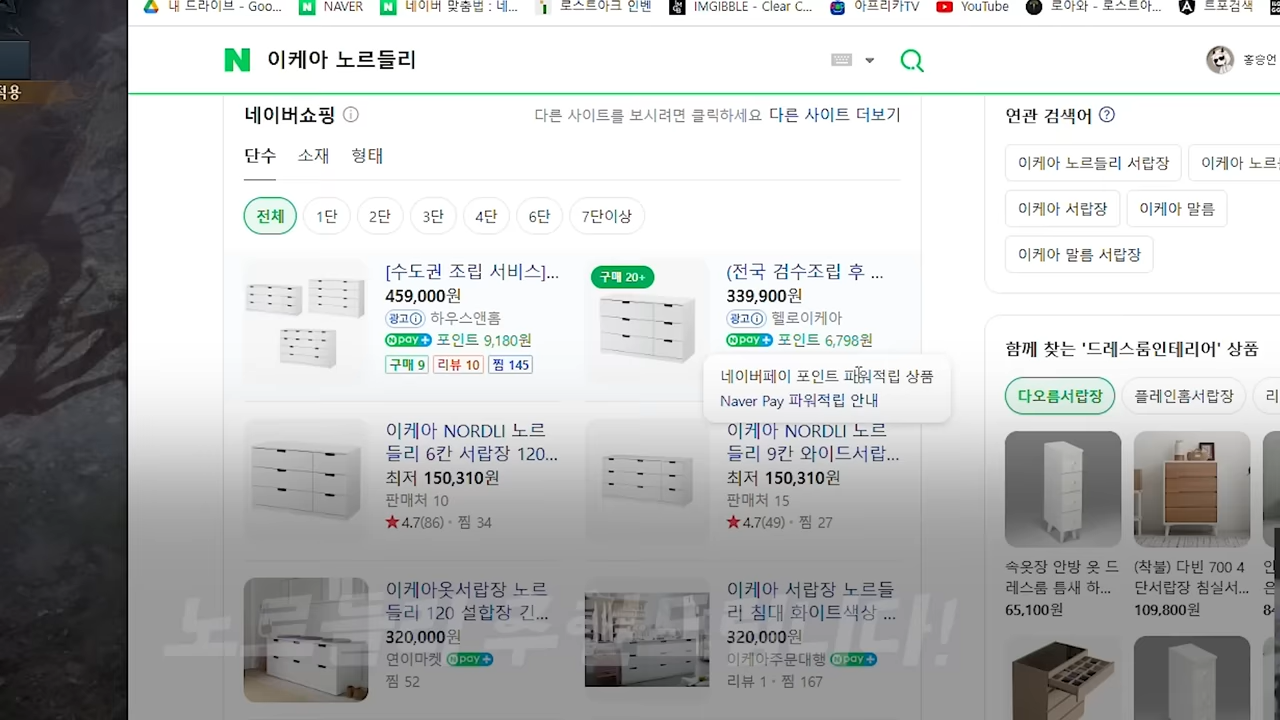 내 드라이브 - Goo...
NAVER
네이버 맞춤법 : 네...
로스트아크 인벤
IMGIBBLE - Clear C...
아프리카TV
YouTube
로아와 - 로스트아...
트포검색
적용
N 이케아 노르들리
홍승언
네이버쇼핑
다른 사이트를 보시려면 클릭하세요 다른 사이트 더보기
단수 소재 형태
전체 1단 2단 3단 4단 6단 7단이상
[수도권 조립 서비스]...
459,000원
광고 하우스앤홈
N pay+ 포인트 9,180원
구매 9 리뷰 10 찜 145
구매 20+
(전국 검수조립 후 ...
339,900원
광고 헬로이케아
N pay+ 포인트 6,798원
네이버페이 포인트 파워적립 상품
Naver Pay 파워적립 안내
이케아 NORDLI 노르
들리 6칸 서랍장 120...
최저 150,310원
판매처 10
★4.7(86) · 찜 34
이케아 NORDLI 노르
들리 9칸 와이드서랍...
최저 150,310원
판매처 15
★4.7(49) · 찜 27
이케아옷서랍장 노르
들리 120 설합장 긴...
320,000원
연이마켓 N pay+
찜 52
이케아 서랍장 노르들
리 침대 화이트색상 ...
320,000원
이케아주문대행 N pay+
리뷰 1 · 찜 167
연관 검색어
이케아 노르들리 서랍장
이케아 노르
이케아 서랍장
이케아 말름
이케아 말름 서랍장
함께 찾는 '드레스룸인테리어' 상품
다오름서랍장
플레인홈서랍장
리
속옷장 안방 옷 드
레스룸 틈새 하...
65,100원
(착불) 다빈 700 4
단서랍장 침실서...
109,800원